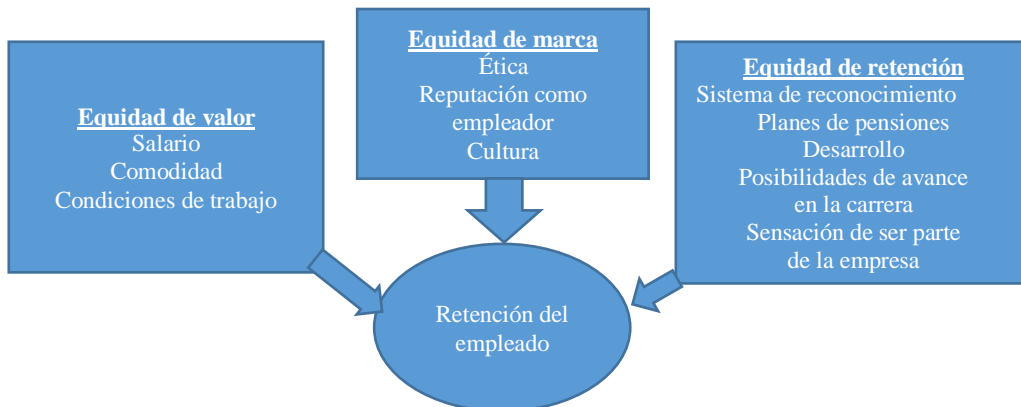 Equidad de valor
Salario
Comodidad
Condiciones de trabajo
Equidad de marca
Ética
Reputación como
empleador
Cultura
Equidad de retención
Sistema de reconocimiento
Planes de pensiones
Desarrollo
Posibilidades de avance
en la carrera
Sensación de ser parte
de la empresa
Retención del
empleado